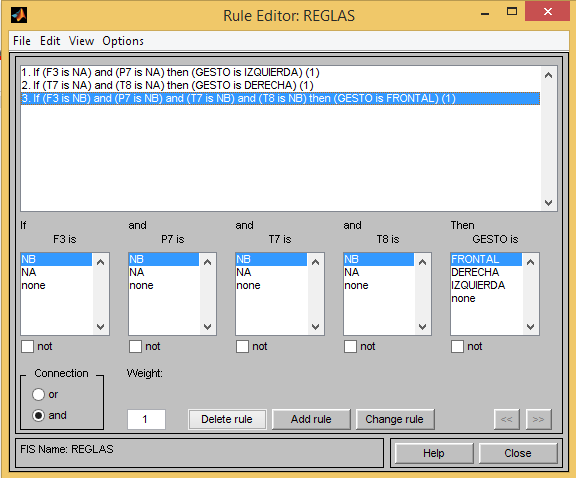 Rule Editor: REGLAS
File Edit View Options
1. If (F3 is NA) and (P7 is NA) then (GESTO is IZQUIERDA) (1)
2. If (T7 is NA) and (T8 is NA) then (GESTO is DERECHA) (1)
3. If (F3 is NB) and (P7 is NB) and (T7 is NB) and (T8 is NB) then (GESTO is FRONTAL) (1)
If and and and Then
F3 is P7 is T7 is T8 is GESTO is
NB NB NB NB FRONTAL
NA NA NA NA DERECHA
none none none none IZQUIERDA
none
not not not not not
Connection Weight:
or
and 1 Delete rule Add rule Change rule << >>
FIS Name: REGLAS Help Close